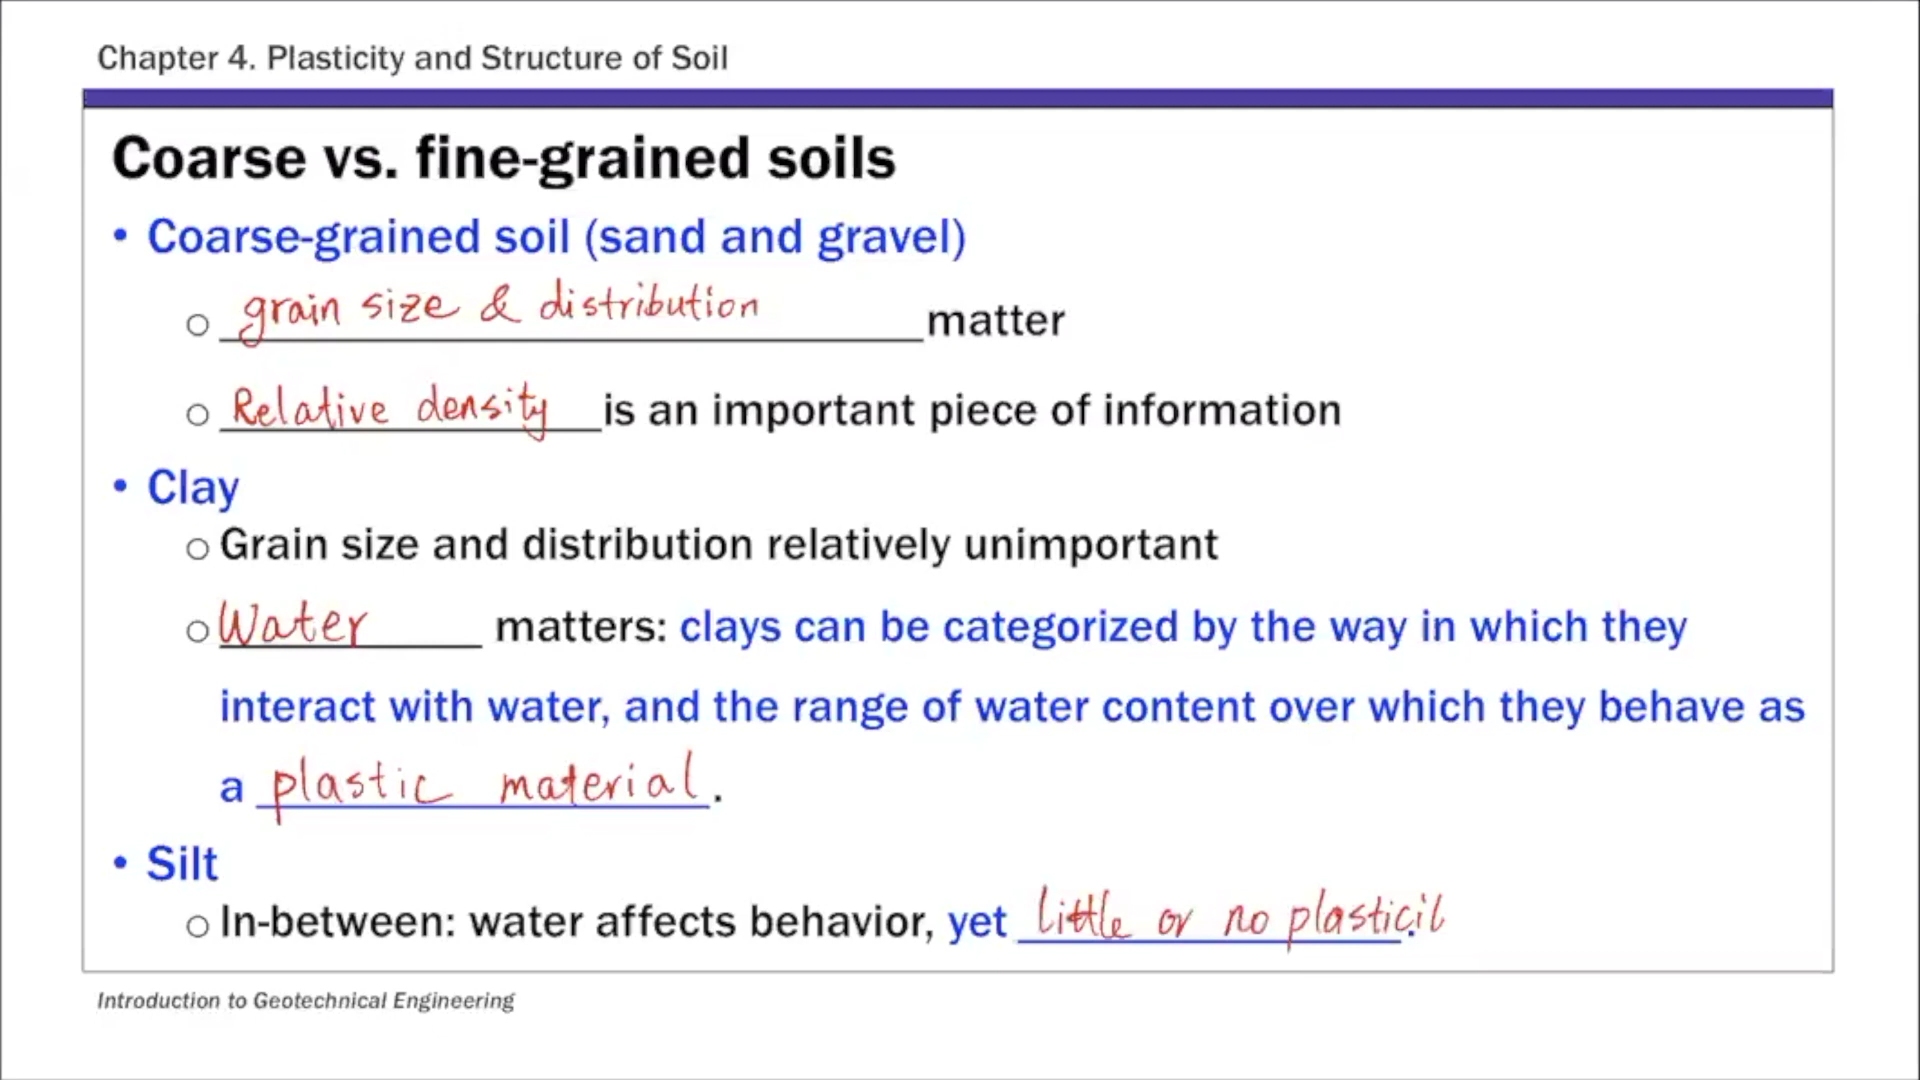 Chapter 4. Plasticity and Structure of Soil
Coarse vs. fine-grained soils
• Coarse-grained soil (sand and gravel)
○ grain size & distribution matter
○ Relative density is an important piece of information
• Clay
○ Grain size and distribution relatively unimportant
○ Water matters: clays can be categorized by the way in which they
interact with water, and the range of water content over which they behave as
a plastic material.
• Silt
○ In-between: water affects behavior, yet little or no plasticit.
Introduction to Geotechnical Engineering